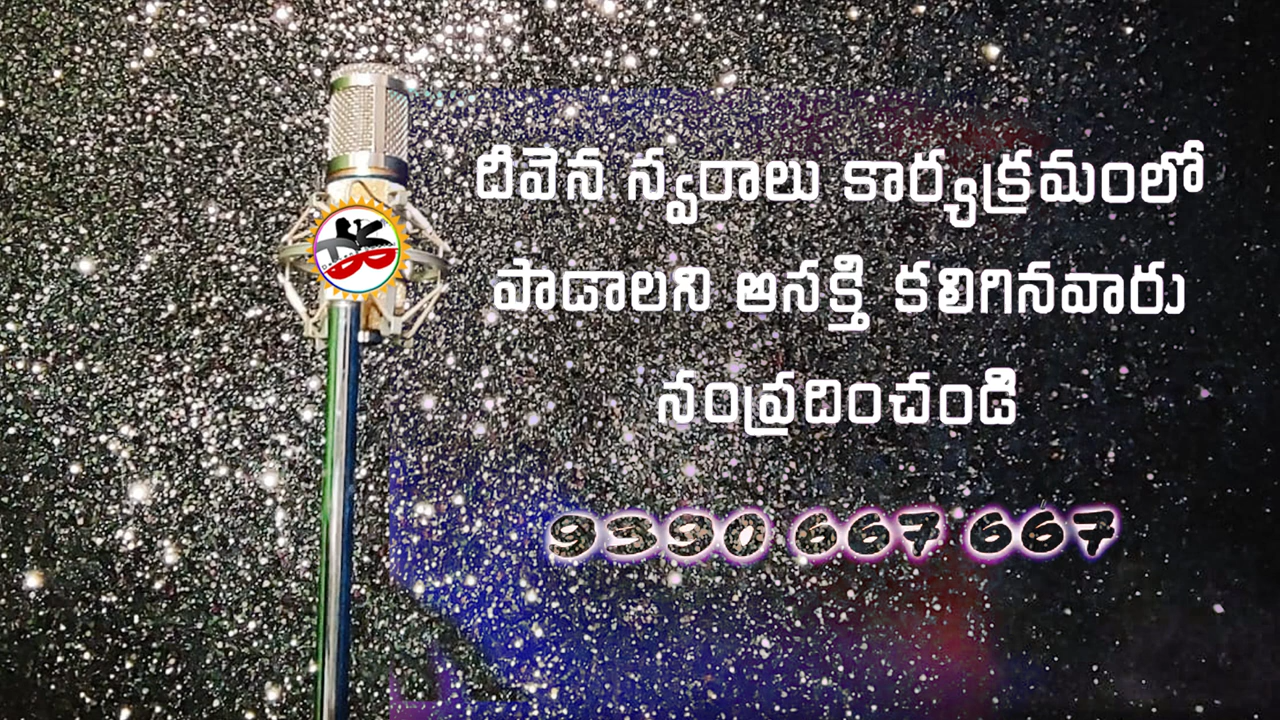 దీవెన స్వరాలు కార్యక్రమంలో
పాడాలని ఆసక్తి కలిగినవారు
సంప్రదించండి
9390 667 667